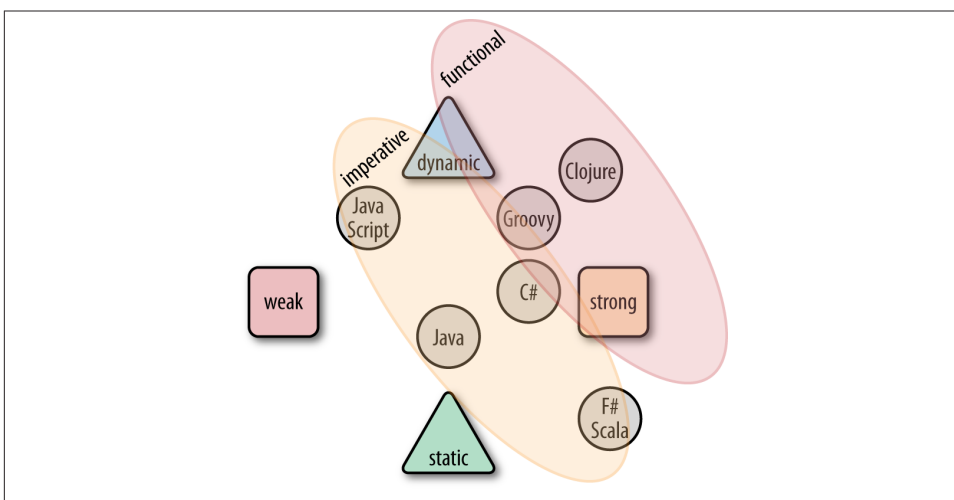 functional
imperative
dynamic
Clojure
Java
Script
Groovy
C#
weak
strong
Java
F#
Scala
static